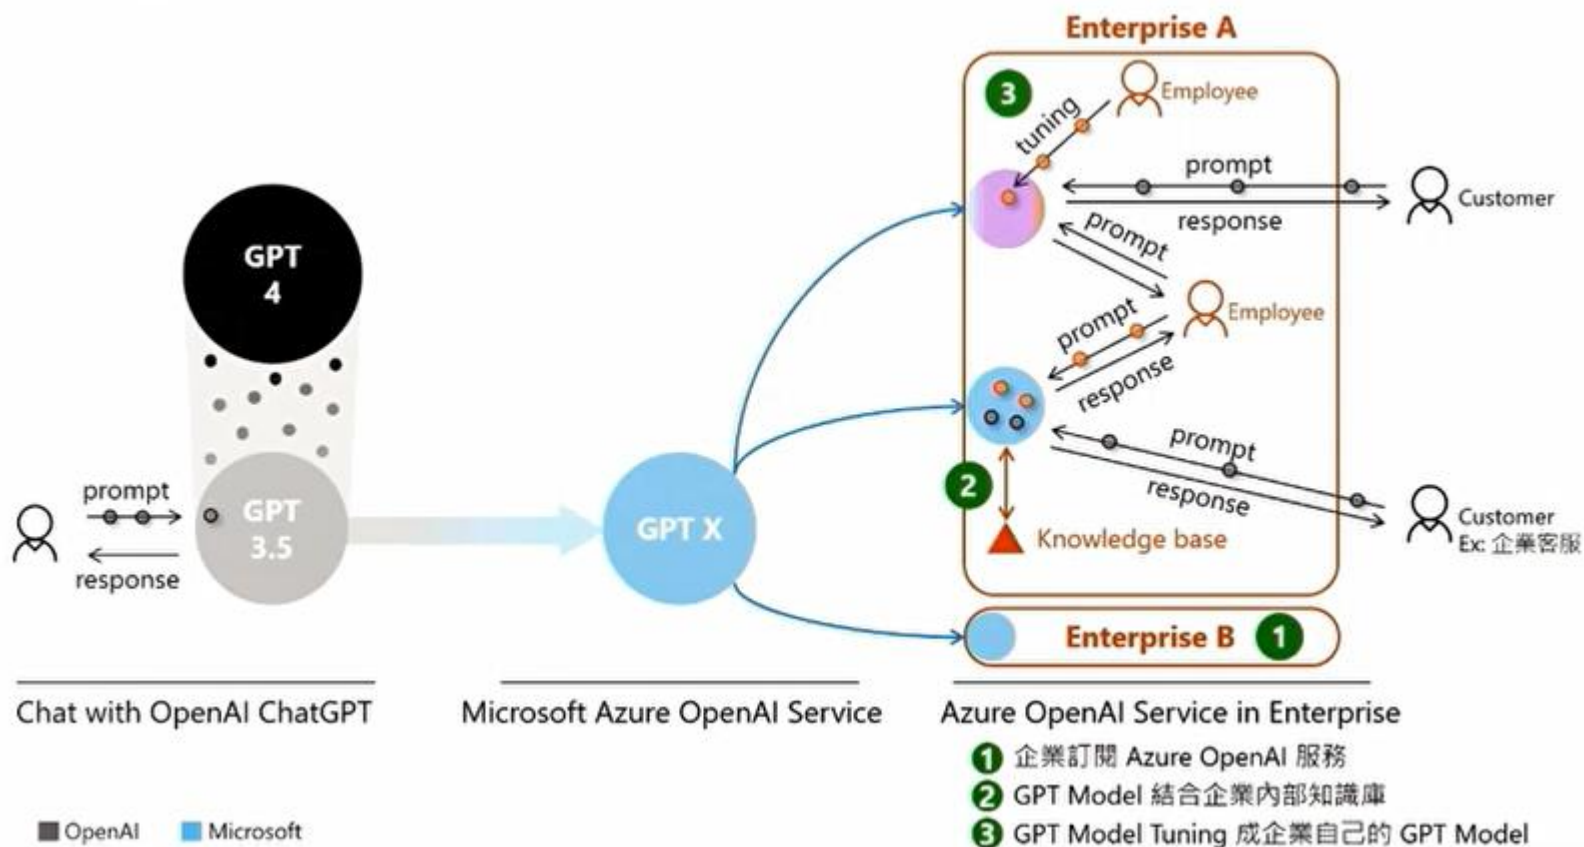 Enterprise A
3
Employee
tuning
prompt
response
Customer
prompt
Employee
prompt
response
prompt
response
Customer
Ex: 企業客服
2
Knowledge base
Enterprise B
1
GPT
4
prompt
response
GPT
3.5
GPT X
Chat with OpenAI ChatGPT
Microsoft Azure OpenAI Service
Azure OpenAI Service in Enterprise
1 企業訂閱 Azure OpenAI 服務
2 GPT Model 結合企業內部知識庫
3 GPT Model Tuning 成企業自己的 GPT Model
OpenAI
Microsoft